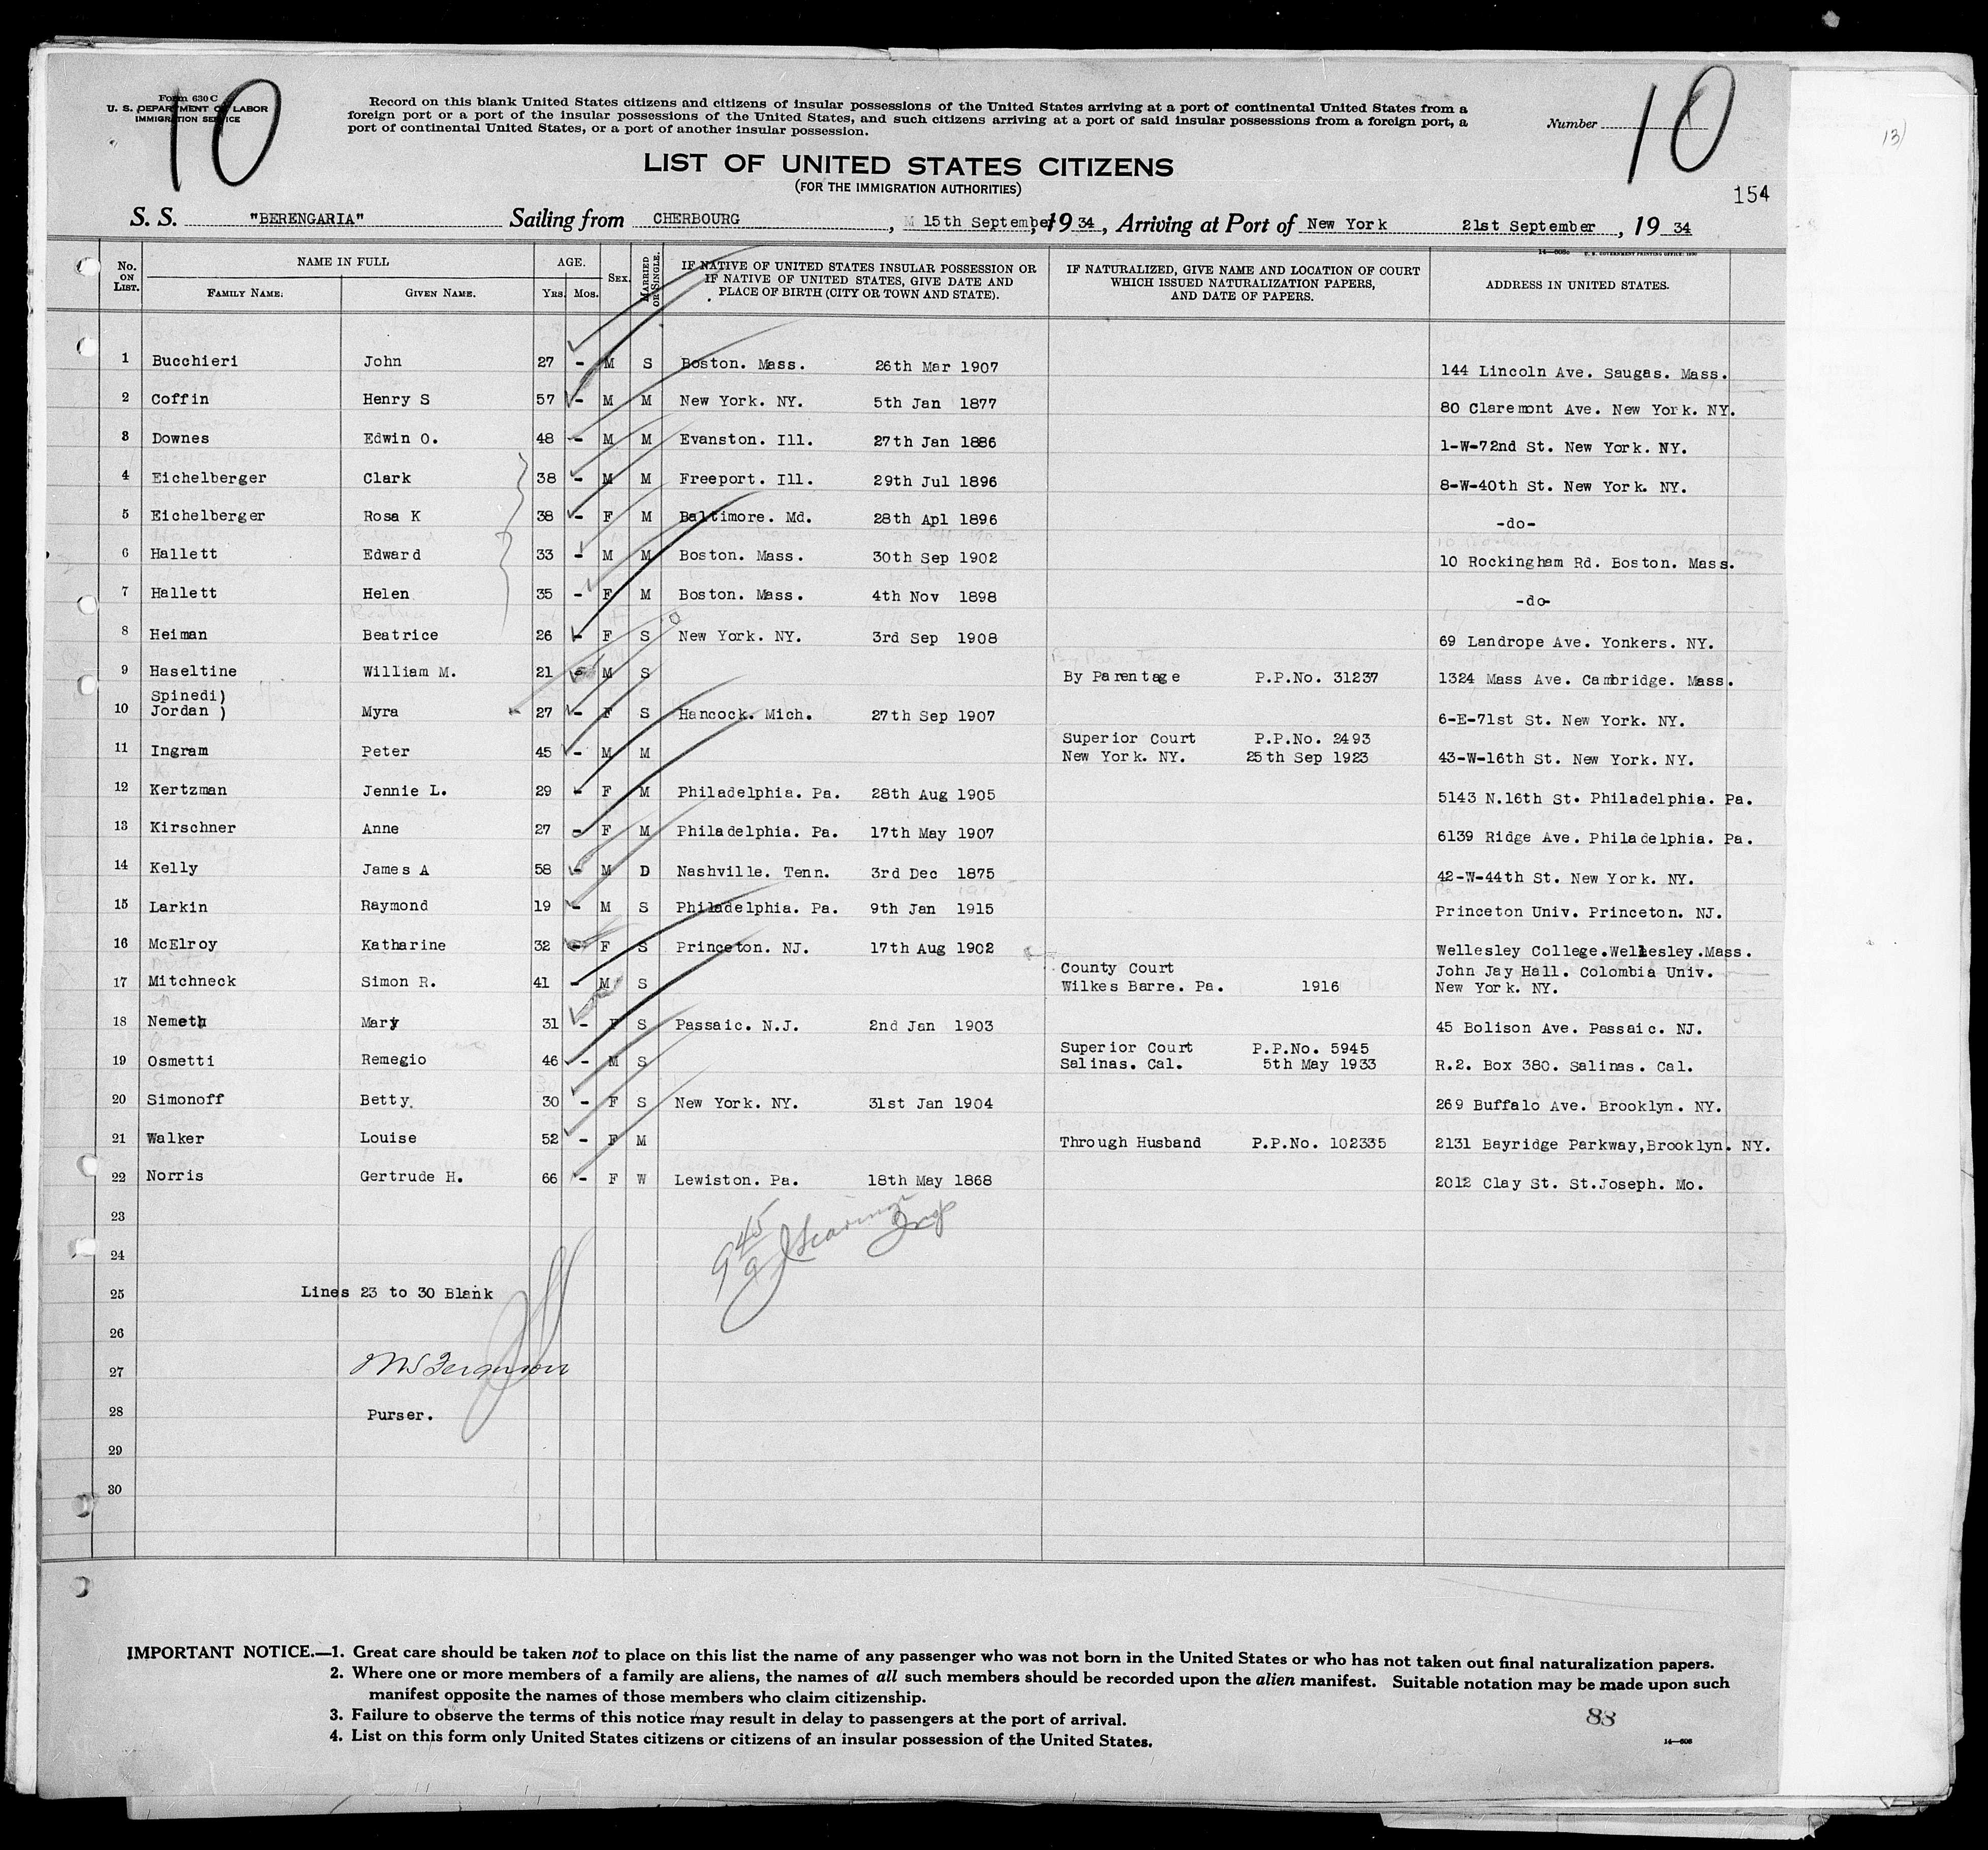 10
10
Form 630 C
U. S. DEPARTMENT OF LABOR
IMMIGRATION SERVICE
Record on this blank United States citizens and citizens of insular possessions of the United States arriving at a port of continental United States from a
foreign port or a port of the insular possessions of the United States, and such citizens arriving at a port of said insular possessions from a foreign port, a
port of continental United States, or a port of another insular possession.
Number
LIST OF UNITED STATES CITIZENS
(FOR THE IMMIGRATION AUTHORITIES)
154
S. S. "BERENGARIA" Sailing from CHERBOURG, 15th September, 1934, Arriving at Port of New York 21st September, 1934
No. ON LIST. NAME IN FULL FAMILY NAME. GIVEN NAME. AGE. YRS. MOS. SEX. MARRIED OR SINGLE. IF NATIVE OF UNITED STATES INSULAR POSSESSION OR IF NATIVE OF UNITED STATES, GIVE DATE AND PLACE OF BIRTH (CITY OR TOWN AND STATE). IF NATURALIZED, GIVE NAME AND LOCATION OF COURT WHICH ISSUED NATURALIZATION PAPERS, AND DATE OF PAPERS. ADDRESS IN UNITED STATES.
1 Bucchieri John 27 - M S Boston. Mass. 26th Mar 1907 144 Lincoln Ave. Saugas. Mass.
2 Coffin Henry S 57 - M M New York. NY. 5th Jan 1877 80 Claremont Ave. New York. NY.
3 Downes Edwin O. 48 - M M Evanston. Ill. 27th Jan 1886 1-W-72nd St. New York. NY.
4 Eichelberger Clark 38 - M M Freeport. Ill. 29th Jul 1896 8-W-40th St. New York. NY.
5 Eichelberger Rosa K 38 - F M Baltimore. Md. 28th Apl 1896 -do-
6 Hallett Edward 33 - M M Boston. Mass. 30th Sep 1902 10 Rockingham Rd. Boston. Mass.
7 Hallett Helen 35 - F M Boston. Mass. 4th Nov 1898 -do-
8 Heiman Beatrice 26 - F S New York. NY. 3rd Sep 1908 69 Landrope Ave. Yonkers. NY.
9 Haseltine William M. 21 M S By Parentage P.P.No. 31237 1324 Mass Ave. Cambridge. Mass.
Spinedi)
10 Jordan ) Myra 27 - F S Hancock. Mich. 27th Sep 1907 6-E-71st St. New York. NY.
Superior Court P.P.No. 2493
11 Ingram Peter 45 - M M New York. NY. 25th Sep 1923 43-W-16th St. New York. NY.
12 Kertzman Jennie L. 29 - F M Philadelphia. Pa. 28th Aug 1905 5143 N.16th St. Philadelphia. Pa.
13 Kirschner Anne 27 - F M Philadelphia. Pa. 17th May 1907 6139 Ridge Ave. Philadelphia. Pa.
14 Kelly James A 58 - M D Nashville. Tenn. 3rd Dec 1875 42-W-44th St. New York. NY.
15 Larkin Raymond 19 - M S Philadelphia. Pa. 9th Jan 1915 Princeton Univ. Princeton. NJ.
16 McElroy Katharine 32 - F S Princeton. NJ. 17th Aug 1902 Wellesley College.Wellesley.Mass.
County Court John Jay Hall. Colombia Univ.
17 Mitchneck Simon R. 41 - M S Wilkes Barre. Pa. 1916 New York. NY.
18 Nemeth Mary 31 - F S Passaic. N.J. 2nd Jan 1903 45 Bolison Ave. Passaic. NJ.
Superior Court P.P.No. 5945
19 Osmetti Remegio 46 - M S Salinas. Cal. 5th May 1933 R.2. Box 380. Salinas. Cal.
20 Simonoff Betty. 30 - F S New York. NY. 31st Jan 1904 269 Buffalo Ave. Brooklyn. NY.
21 Walker Louise 52 - F M Through Husband P.P.No. 102335 2131 Bayridge Parkway,Brooklyn. NY.
22 Norris Gertrude H. 66 - F W Lewiston. Pa. 18th May 1868 2012 Clay St. St.Joseph. Mo.
23
24
25 Lines 23 to 30 Blank
26
27 Ferguson
28 Purser.
29
30
IMPORTANT NOTICE.—1. Great care should be taken not to place on this list the name of any passenger who was not born in the United States or who has not taken out final naturalization papers.
2. Where one or more members of a family are aliens, the names of all such members should be recorded upon the alien manifest. Suitable notation may be made upon such
manifest opposite the names of those members who claim citizenship.
3. Failure to observe the terms of this notice may result in delay to passengers at the port of arrival.
4. List on this form only United States citizens or citizens of an insular possession of the United States.
83
14—606